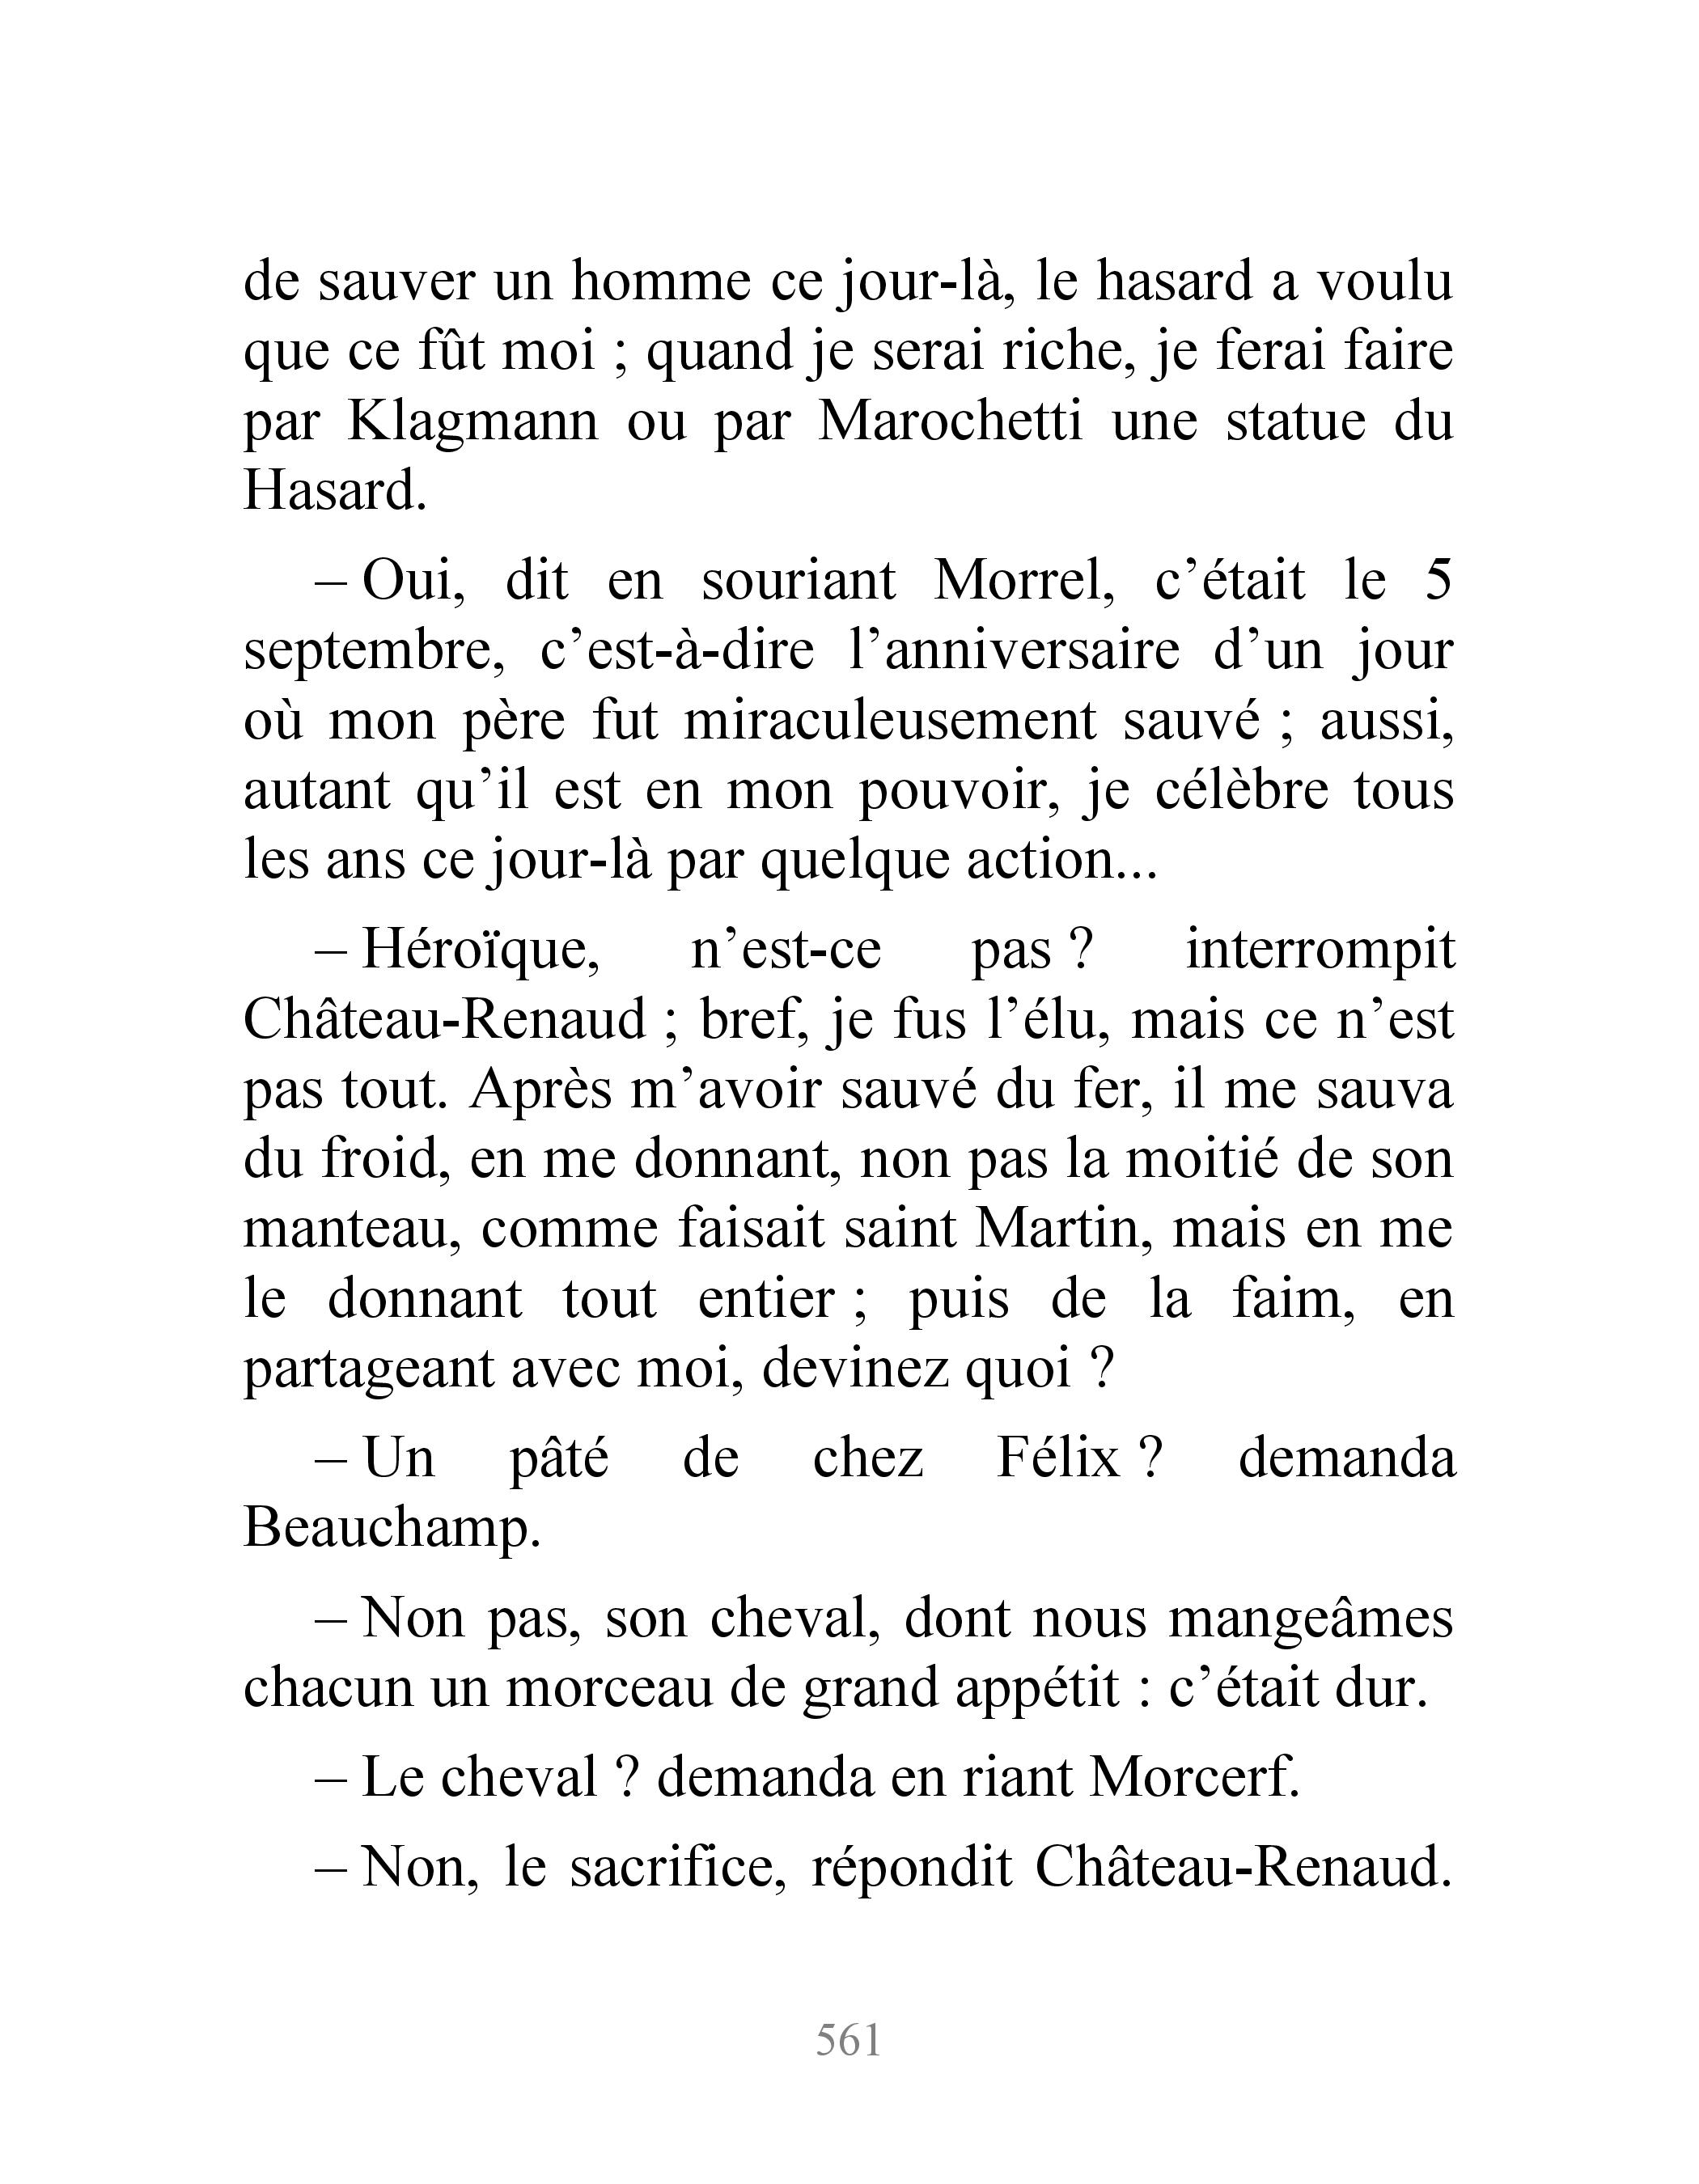 de sauver un homme ce jour-là, le hasard a voulu
que ce fût moi ; quand je serai riche, je ferai faire
par Klagmann ou par Marochetti une statue du
Hasard.
– Oui, dit en souriant Morrel, c’était le 5
septembre, c’est-à-dire l’anniversaire d’un jour
où mon père fut miraculeusement sauvé ; aussi,
autant qu’il est en mon pouvoir, je célèbre tous
les ans ce jour-là par quelque action...
– Héroïque, n’est-ce pas ? interrompit
Château-Renaud ; bref, je fus l’élu, mais ce n’est
pas tout. Après m’avoir sauvé du fer, il me sauva
du froid, en me donnant, non pas la moitié de son
manteau, comme faisait saint Martin, mais en me
le donnant tout entier ; puis de la faim, en
partageant avec moi, devinez quoi ?
– Un pâté de chez Félix ? demanda
Beauchamp.
– Non pas, son cheval, dont nous mangeâmes
chacun un morceau de grand appétit : c’était dur.
– Le cheval ? demanda en riant Morcerf.
– Non, le sacrifice, répondit Château-Renaud.
561